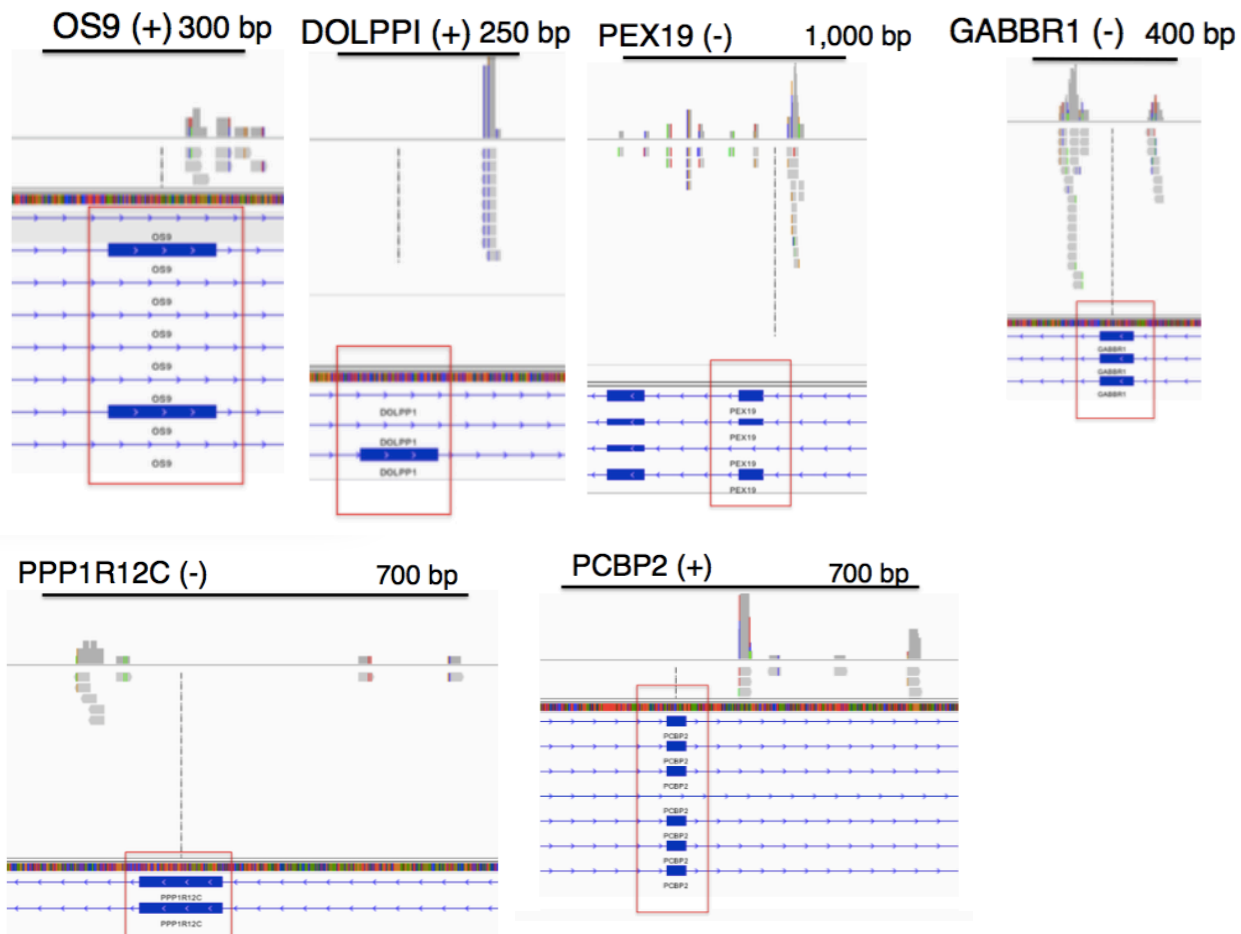 OS9 (+) 300 bp
DOLPPI (+) 250 bp
PEX19 (-) 1,000 bp
GABBR1 (-) 400 bp
OS9
OS9
OS9
OS9
OS9
OS9
OS9
OS9
DOLPP1
DOLPP1
DOLPP1
PEX19
PEX19
PEX19
PEX19
GABBR1
GABBR1
GABBR1
PPP1R12C (-) 700 bp
PCBP2 (+) 700 bp
PPP1R12C
PPP1R12C
PCBP2
PCBP2
PCBP2
PCBP2
PCBP2
PCBP2
PCBP2